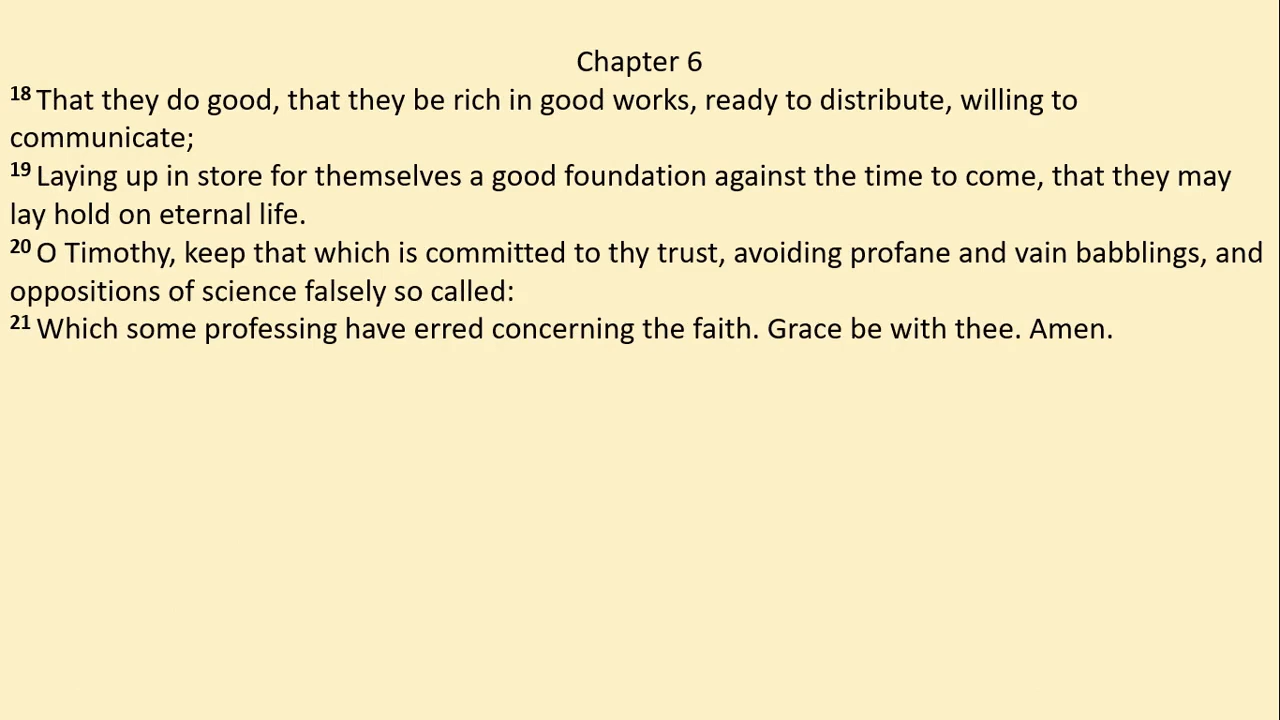 Chapter 6
18 That they do good, that they be rich in good works, ready to distribute, willing to
communicate;
19 Laying up in store for themselves a good foundation against the time to come, that they may
lay hold on eternal life.
20 O Timothy, keep that which is committed to thy trust, avoiding profane and vain babblings, and
oppositions of science falsely so called:
21 Which some professing have erred concerning the faith. Grace be with thee. Amen.